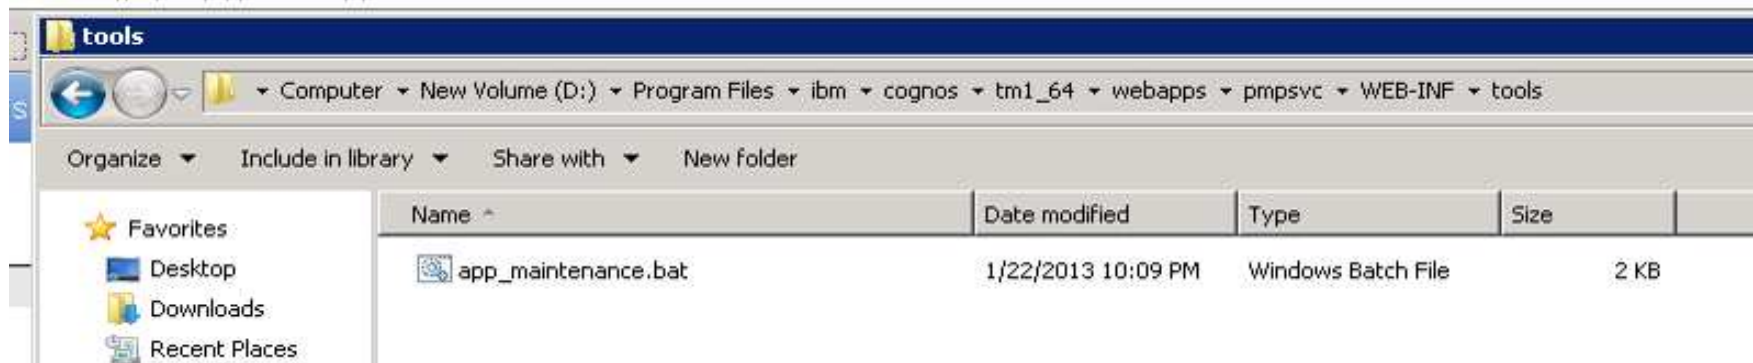 tools
Computer New Volume (D:) Program Files ibm cognos tm1_64 webapps pmpsvc WEB-INF tools
Organize Include in library Share with New folder
Name Date modified Type Size
Favorites
app_maintenance.bat 1/22/2013 10:09 PM Windows Batch File 2 KB
Desktop
Downloads
Recent Places